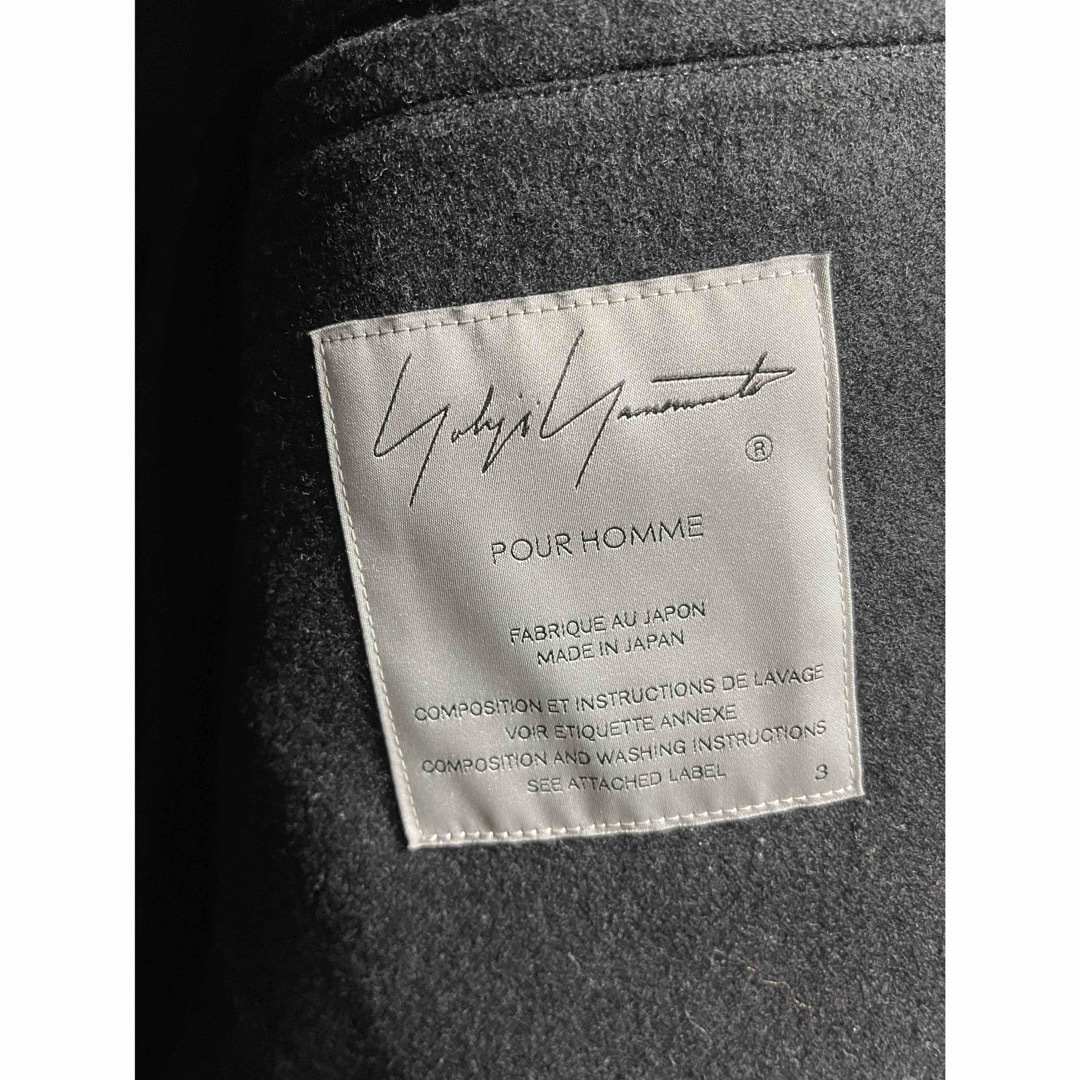 Yohji Yamamoto
®
POUR HOMME
FABRIQUE AU JAPON
MADE IN JAPAN
COMPOSITION ET INSTRUCTIONS DE LAVAGE
VOIR ETIQUETTE ANNEXE
COMPOSITION AND WASHING INSTRUCTIONS
SEE ATTACHED LABEL 3